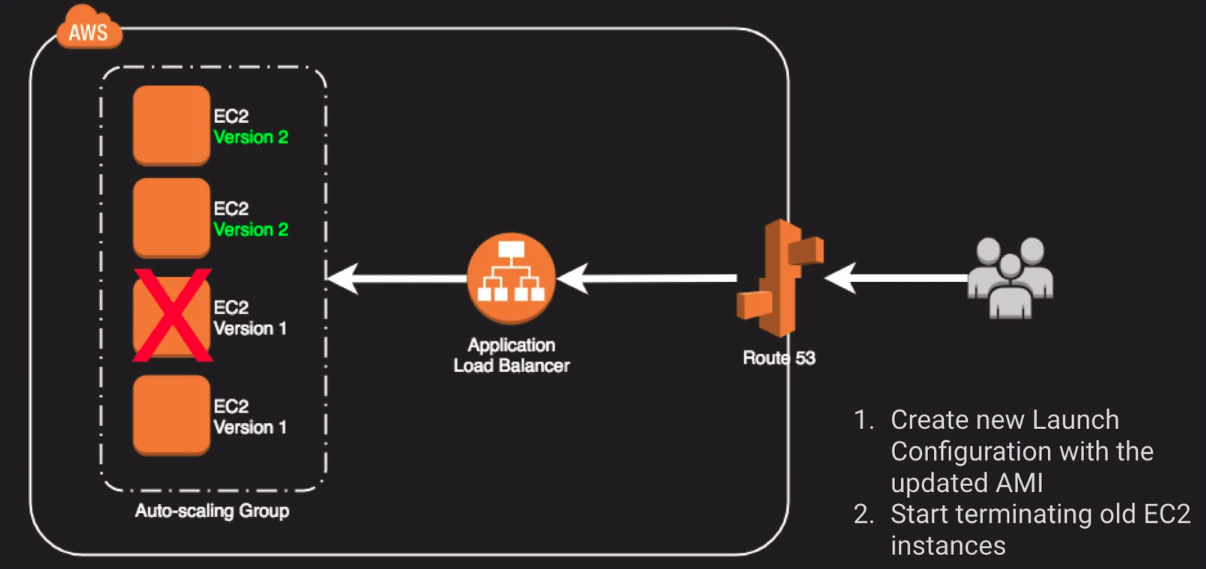 AWS
EC2
Version 2
EC2
Version 2
EC2
Version 1
EC2
Version 1
Auto-scaling Group
Application
Load Balancer
Route 53
1. Create new Launch
Configuration with the
updated AMI
2. Start terminating old EC2
instances